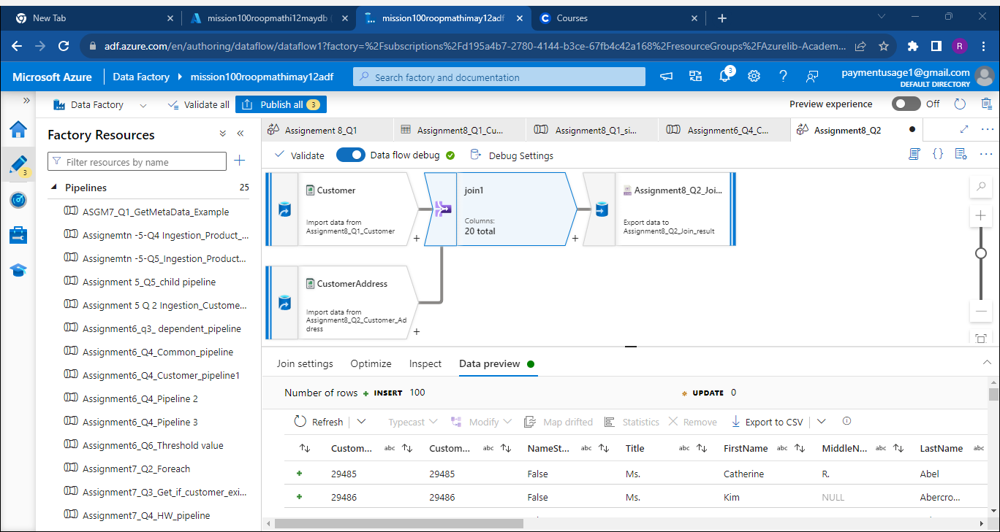 New Tab
mission100roopmathi12maydb (
mission100roopmathimay12adf
Courses
adf.azure.com/en/authoring/dataflow/dataflow1?factory=%2Fsubscriptions%2Fd195a4b7-2780-4144-b3ce-67fb4c42a168%2FresourceGroups%2FAzurelib-Academ...
R
Microsoft Azure
Data Factory
mission100roopmathimay12adf
Search factory and documentation
3
paymentusage1@gmail.com
DEFAULT DIRECTORY
Data Factory
Validate all
Publish all 3
Preview experience
Off
3
Factory Resources
Filter resources by name
Pipelines 25
ASGM7_Q1_GetMetaData_Example
Assignemtn -5-Q4 Ingestion_Product_...
Assignemtn -5-Q5_Ingestion_Product...
Assignment 5_Q5_child pipeline
Assignment 5 Q 2 Ingestion_Custome...
Assignment6_q3_ dependent_pipeline
Assignment6_Q4_Common_pipeline
Assignment6_Q4_Customer_pipeline1
Assignment6_Q4_Pipeline 2
Assignment6_Q4_Pipeline 3
Assignment6_Q6_Threshold value
Assignment7_Q2_Foreach
Assignment7_Q3_Get_if_customer_exi...
Assignment7_Q4_HW_pipeline
Assignement 8_Q1
Assignment8_Q1_Cu...
Assignment8_Q1_si...
Assignment6_Q4_C...
Assignment8_Q2
Validate
Data flow debug
Debug Settings
Customer
Import data from
Assignment8_Q1_Customer
join1
Columns:
20 total
Assignment8_Q2_Joi...
Export data to
Assignment8_Q2_Join_result
CustomerAddress
Import data from
Assignment8_Q2_Customer_Ad
dress
Join settings
Optimize
Inspect
Data preview
Number of rows + INSERT 100
UPDATE 0
Refresh
Typecast
Modify
Map drifted
Statistics
Remove
Export to CSV
Custom... abc
Custom... abc
NameSt... abc
Title abc
FirstName abc
MiddleN... abc
LastName abc
29485 29485 False Ms. Catherine R. Abel
29486 29486 False Ms. Kim NULL Abercro...